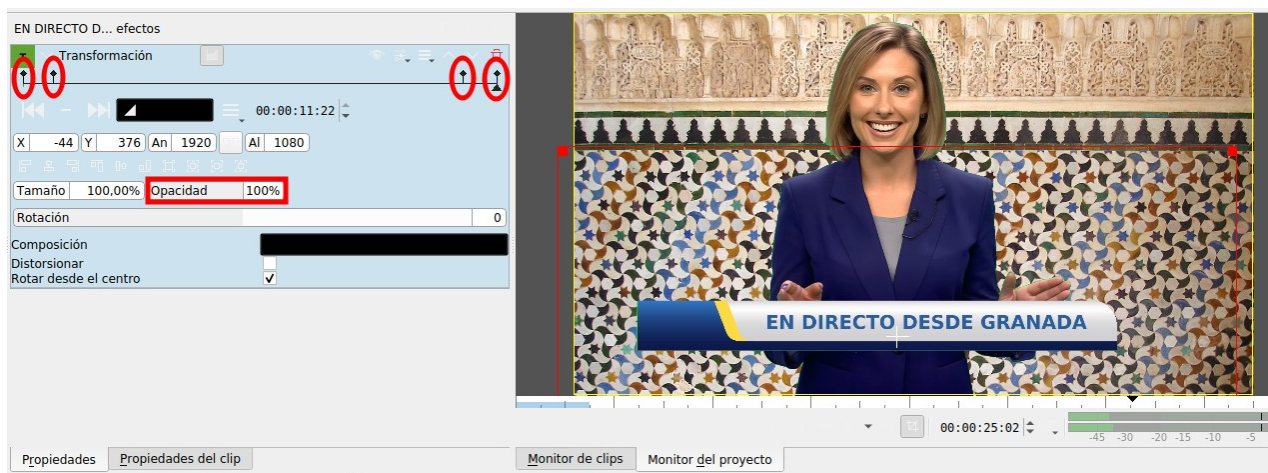 EN DIRECTO D... efectos
Transformación
00:00:11:22
X -44 Y 376 An 1920 Al 1080
Tamaño 100,00% Opacidad 100%
Rotación 0
Composición
Distorsionar
Rotar desde el centro
EN DIRECTO DESDE GRANADA
00:00:25:02
-45 -30 -20 -15 -10 -5
Propiedades Propiedades del clip
Monitor de clips Monitor del proyecto